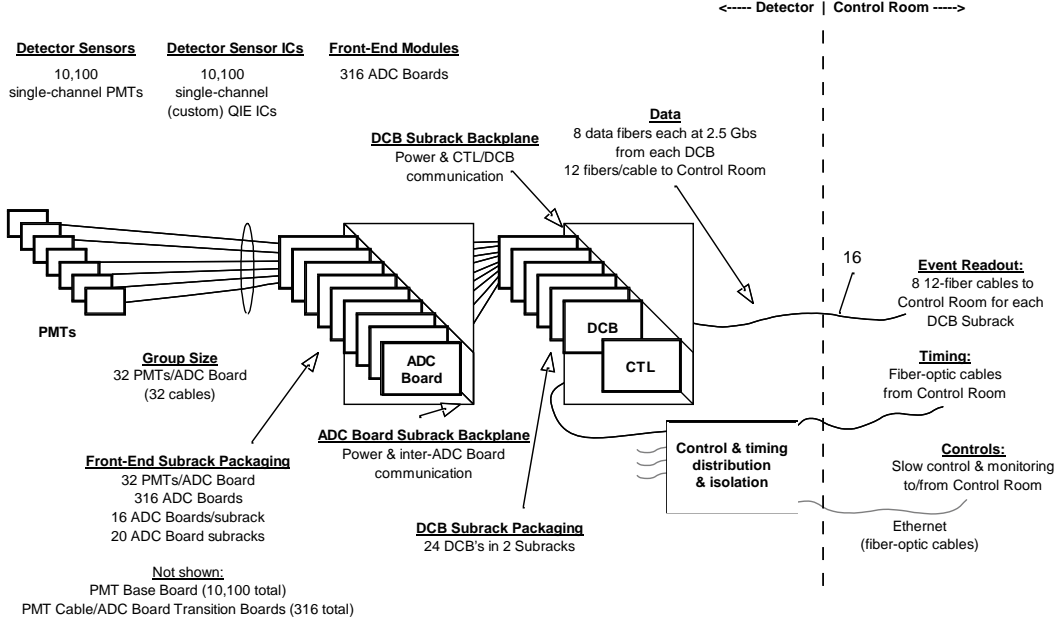 <----- Detector | Control Room ----->
Detector Sensors
10,100
single-channel PMTs
Detector Sensor ICs
10,100
single-channel
(custom) QIE ICs
Front-End Modules
316 ADC Boards
DCB Subrack Backplane
Power & CTL/DCB
communication
Data
8 data fibers each at 2.5 Gbs
from each DCB
12 fibers/cable to Control Room
PMTs
ADC
Board
DCB
CTL
16
Event Readout:
8 12-fiber cables to
Control Room for each
DCB Subrack
Group Size
32 PMTs/ADC Board
(32 cables)
Timing:
Fiber-optic cables
from Control Room
Front-End Subrack Packaging
32 PMTs/ADC Board
316 ADC Boards
16 ADC Boards/subrack
20 ADC Board subracks
ADC Board Subrack Backplane
Power & inter-ADC Board
communication
Control & timing
distribution
& isolation
Controls:
Slow control & monitoring
to/from Control Room
Ethernet
(fiber-optic cables)
DCB Subrack Packaging
24 DCB's in 2 Subracks
Not shown:
PMT Base Board (10,100 total)
PMT Cable/ADC Board Transition Boards (316 total)